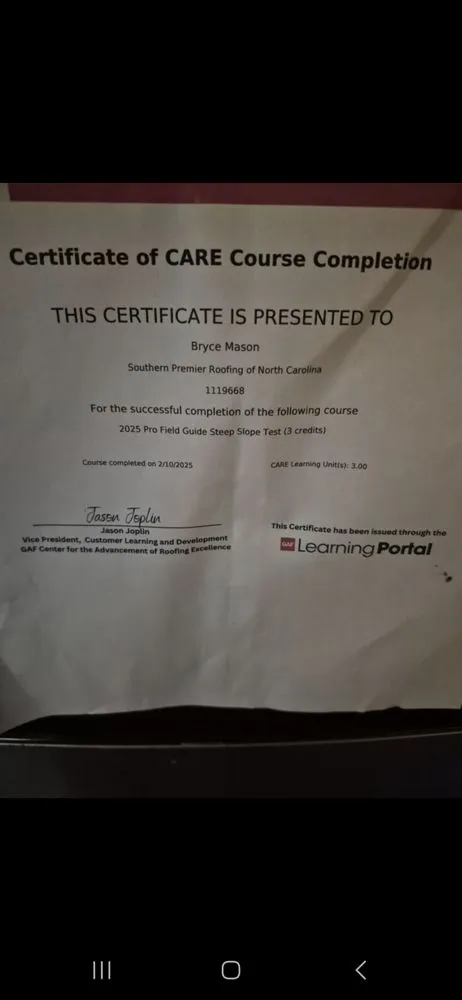 Certificate of CARE Course Completion
THIS CERTIFICATE IS PRESENTED TO
Bryce Mason
Southern Premier Roofing of North Carolina
1119668
For the successful completion of the following course
2025 Pro Field Guide Steep Slope Test (3 credits)
Course completed on 2/10/2025
CARE Learning Unit(s): 3.00
Jason Joplin
Jason Joplin
Vice President, Customer Learning and Development
GAF Center for the Advancement of Roofing Excellence
This Certificate has been issued through the
GAF Learning Portal